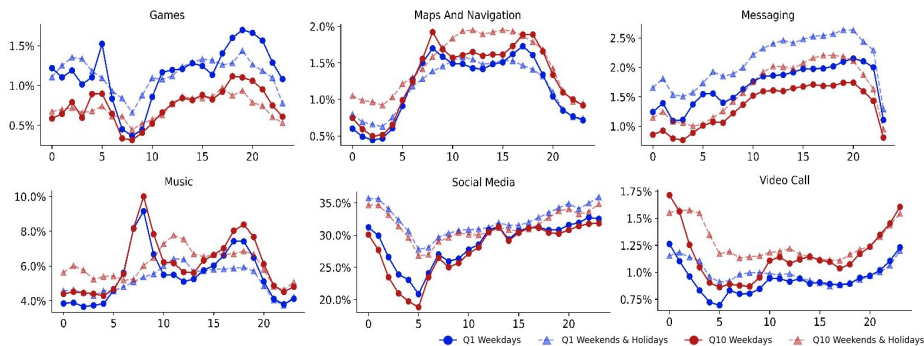 Games
Maps And Navigation
Messaging
1.5%
1.0%
0.5%
0 5 10 15 20
2.0%
1.5%
1.0%
0.5%
0 5 10 15 20
2.5%
2.0%
1.5%
1.0%
0 5 10 15 20
Music
Social Media
Video Call
10.0%
8.0%
6.0%
4.0%
0 5 10 15 20
35.0%
30.0%
25.0%
20.0%
0 5 10 15 20
1.75%
1.50%
1.25%
1.00%
0.75%
0 5 10 15 20
Q1 Weekdays Q1 Weekends & Holidays Q10 Weekdays Q10 Weekends & Holidays